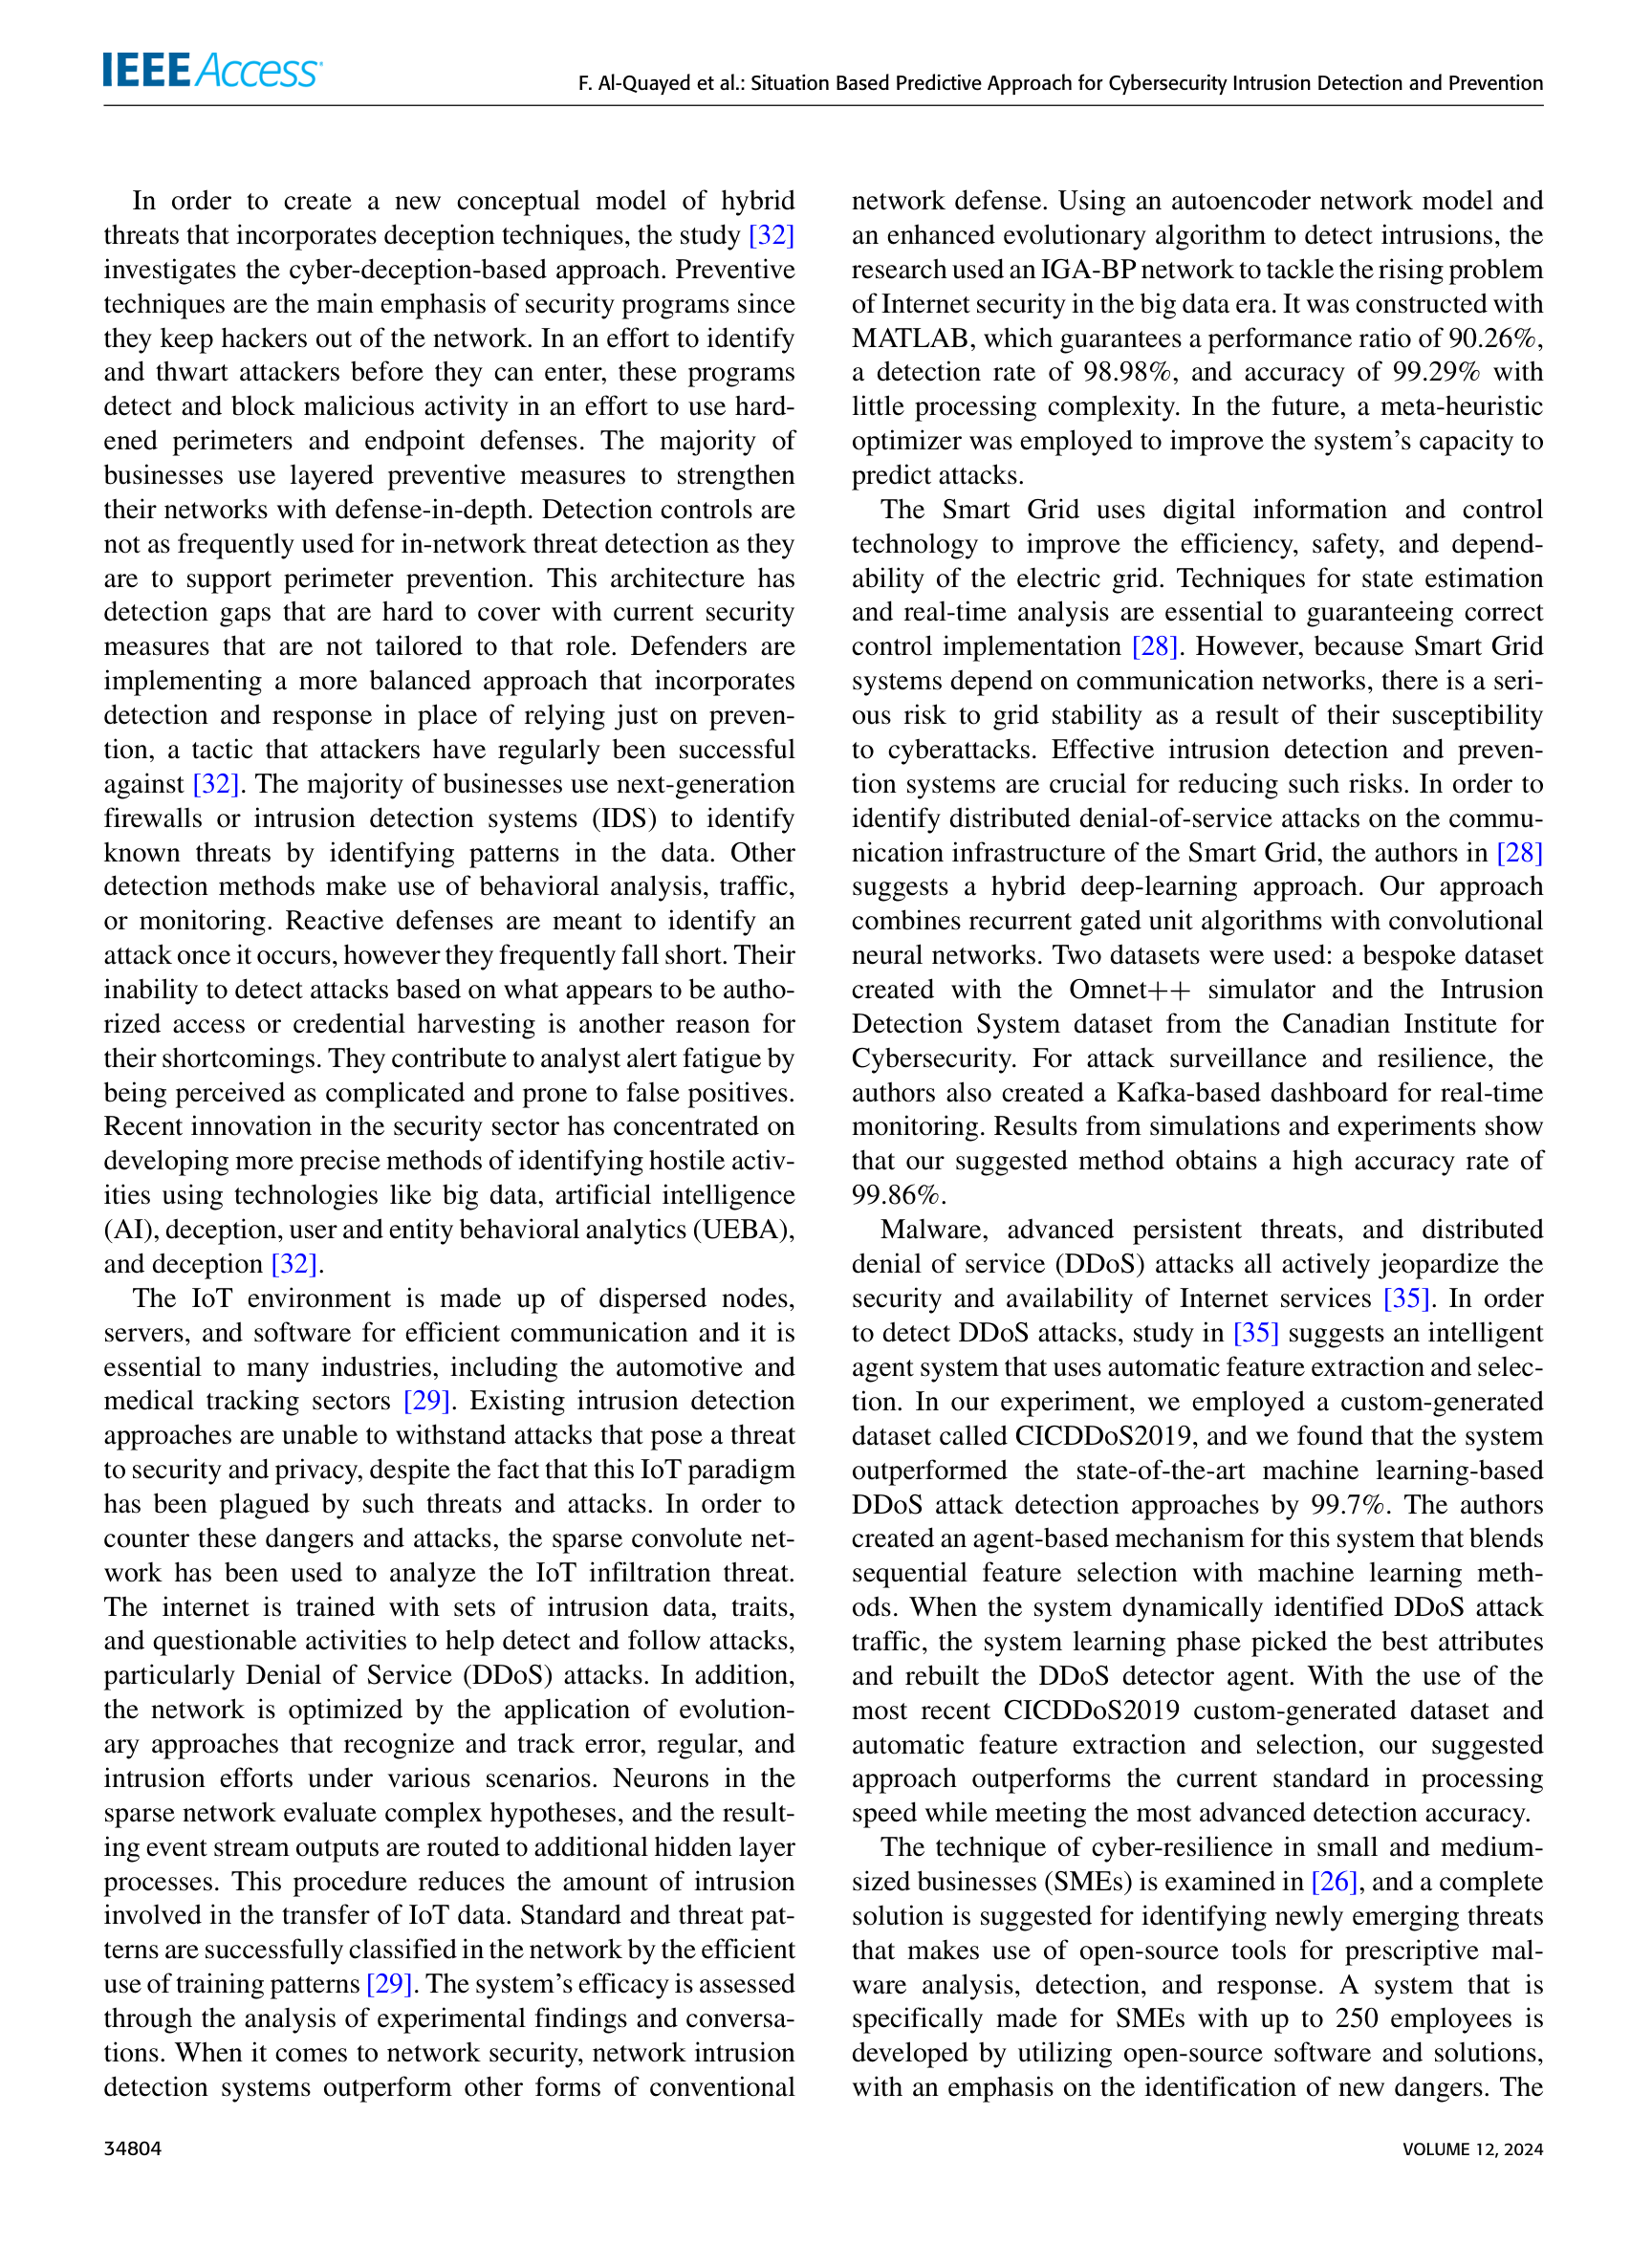 IEEE Access
F. Al-Quayed et al.: Situation Based Predictive Approach for Cybersecurity Intrusion Detection and Prevention
In order to create a new conceptual model of hybrid
threats that incorporates deception techniques, the study [32]
investigates the cyber-deception-based approach. Preventive
techniques are the main emphasis of security programs since
they keep hackers out of the network. In an effort to identify
and thwart attackers before they can enter, these programs
detect and block malicious activity in an effort to use hard-
ened perimeters and endpoint defenses. The majority of
businesses use layered preventive measures to strengthen
their networks with defense-in-depth. Detection controls are
not as frequently used for in-network threat detection as they
are to support perimeter prevention. This architecture has
detection gaps that are hard to cover with current security
measures that are not tailored to that role. Defenders are
implementing a more balanced approach that incorporates
detection and response in place of relying just on preven-
tion, a tactic that attackers have regularly been successful
against [32]. The majority of businesses use next-generation
firewalls or intrusion detection systems (IDS) to identify
known threats by identifying patterns in the data. Other
detection methods make use of behavioral analysis, traffic,
or monitoring. Reactive defenses are meant to identify an
attack once it occurs, however they frequently fall short. Their
inability to detect attacks based on what appears to be autho-
rized access or credential harvesting is another reason for
their shortcomings. They contribute to analyst alert fatigue by
being perceived as complicated and prone to false positives.
Recent innovation in the security sector has concentrated on
developing more precise methods of identifying hostile activ-
ities using technologies like big data, artificial intelligence
(AI), deception, user and entity behavioral analytics (UEBA),
and deception [32].
The IoT environment is made up of dispersed nodes,
servers, and software for efficient communication and it is
essential to many industries, including the automotive and
medical tracking sectors [29]. Existing intrusion detection
approaches are unable to withstand attacks that pose a threat
to security and privacy, despite the fact that this IoT paradigm
has been plagued by such threats and attacks. In order to
counter these dangers and attacks, the sparse convolute net-
work has been used to analyze the IoT infiltration threat.
The internet is trained with sets of intrusion data, traits,
and questionable activities to help detect and follow attacks,
particularly Denial of Service (DDoS) attacks. In addition,
the network is optimized by the application of evolution-
ary approaches that recognize and track error, regular, and
intrusion efforts under various scenarios. Neurons in the
sparse network evaluate complex hypotheses, and the result-
ing event stream outputs are routed to additional hidden layer
processes. This procedure reduces the amount of intrusion
involved in the transfer of IoT data. Standard and threat pat-
terns are successfully classified in the network by the efficient
use of training patterns [29]. The system's efficacy is assessed
through the analysis of experimental findings and conversa-
tions. When it comes to network security, network intrusion
detection systems outperform other forms of conventional
network defense. Using an autoencoder network model and
an enhanced evolutionary algorithm to detect intrusions, the
research used an IGA-BP network to tackle the rising problem
of Internet security in the big data era. It was constructed with
MATLAB, which guarantees a performance ratio of 90.26%,
a detection rate of 98.98%, and accuracy of 99.29% with
little processing complexity. In the future, a meta-heuristic
optimizer was employed to improve the system's capacity to
predict attacks.
The Smart Grid uses digital information and control
technology to improve the efficiency, safety, and depend-
ability of the electric grid. Techniques for state estimation
and real-time analysis are essential to guaranteeing correct
control implementation [28]. However, because Smart Grid
systems depend on communication networks, there is a seri-
ous risk to grid stability as a result of their susceptibility
to cyberattacks. Effective intrusion detection and preven-
tion systems are crucial for reducing such risks. In order to
identify distributed denial-of-service attacks on the commu-
nication infrastructure of the Smart Grid, the authors in [28]
suggests a hybrid deep-learning approach. Our approach
combines recurrent gated unit algorithms with convolutional
neural networks. Two datasets were used: a bespoke dataset
created with the Omnet++ simulator and the Intrusion
Detection System dataset from the Canadian Institute for
Cybersecurity. For attack surveillance and resilience, the
authors also created a Kafka-based dashboard for real-time
monitoring. Results from simulations and experiments show
that our suggested method obtains a high accuracy rate of
99.86%.
Malware, advanced persistent threats, and distributed
denial of service (DDoS) attacks all actively jeopardize the
security and availability of Internet services [35]. In order
to detect DDoS attacks, study in [35] suggests an intelligent
agent system that uses automatic feature extraction and selec-
tion. In our experiment, we employed a custom-generated
dataset called CICDDoS2019, and we found that the system
outperformed the state-of-the-art machine learning-based
DDoS attack detection approaches by 99.7%. The authors
created an agent-based mechanism for this system that blends
sequential feature selection with machine learning meth-
ods. When the system dynamically identified DDoS attack
traffic, the system learning phase picked the best attributes
and rebuilt the DDoS detector agent. With the use of the
most recent CICDDoS2019 custom-generated dataset and
automatic feature extraction and selection, our suggested
approach outperforms the current standard in processing
speed while meeting the most advanced detection accuracy.
The technique of cyber-resilience in small and medium-
sized businesses (SMEs) is examined in [26], and a complete
solution is suggested for identifying newly emerging threats
that makes use of open-source tools for prescriptive mal-
ware analysis, detection, and response. A system that is
specifically made for SMEs with up to 250 employees is
developed by utilizing open-source software and solutions,
with an emphasis on the identification of new dangers. The
34804
VOLUME 12, 2024